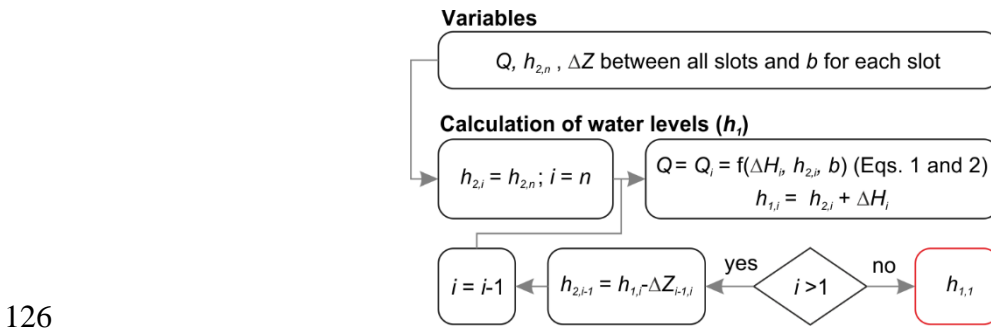 Variables
Q, h2,n , ΔZ between all slots and b for each slot
Calculation of water levels (h1)
h2,i = h2,n; i = n
Q = Qi = f(ΔHi, h2,i, b) (Eqs. 1 and 2)
h1,i = h2,i + ΔHi
i = i-1
h2,i-1 = h1,i-ΔZi-1,i
yes
i >1
no
h1,1
126